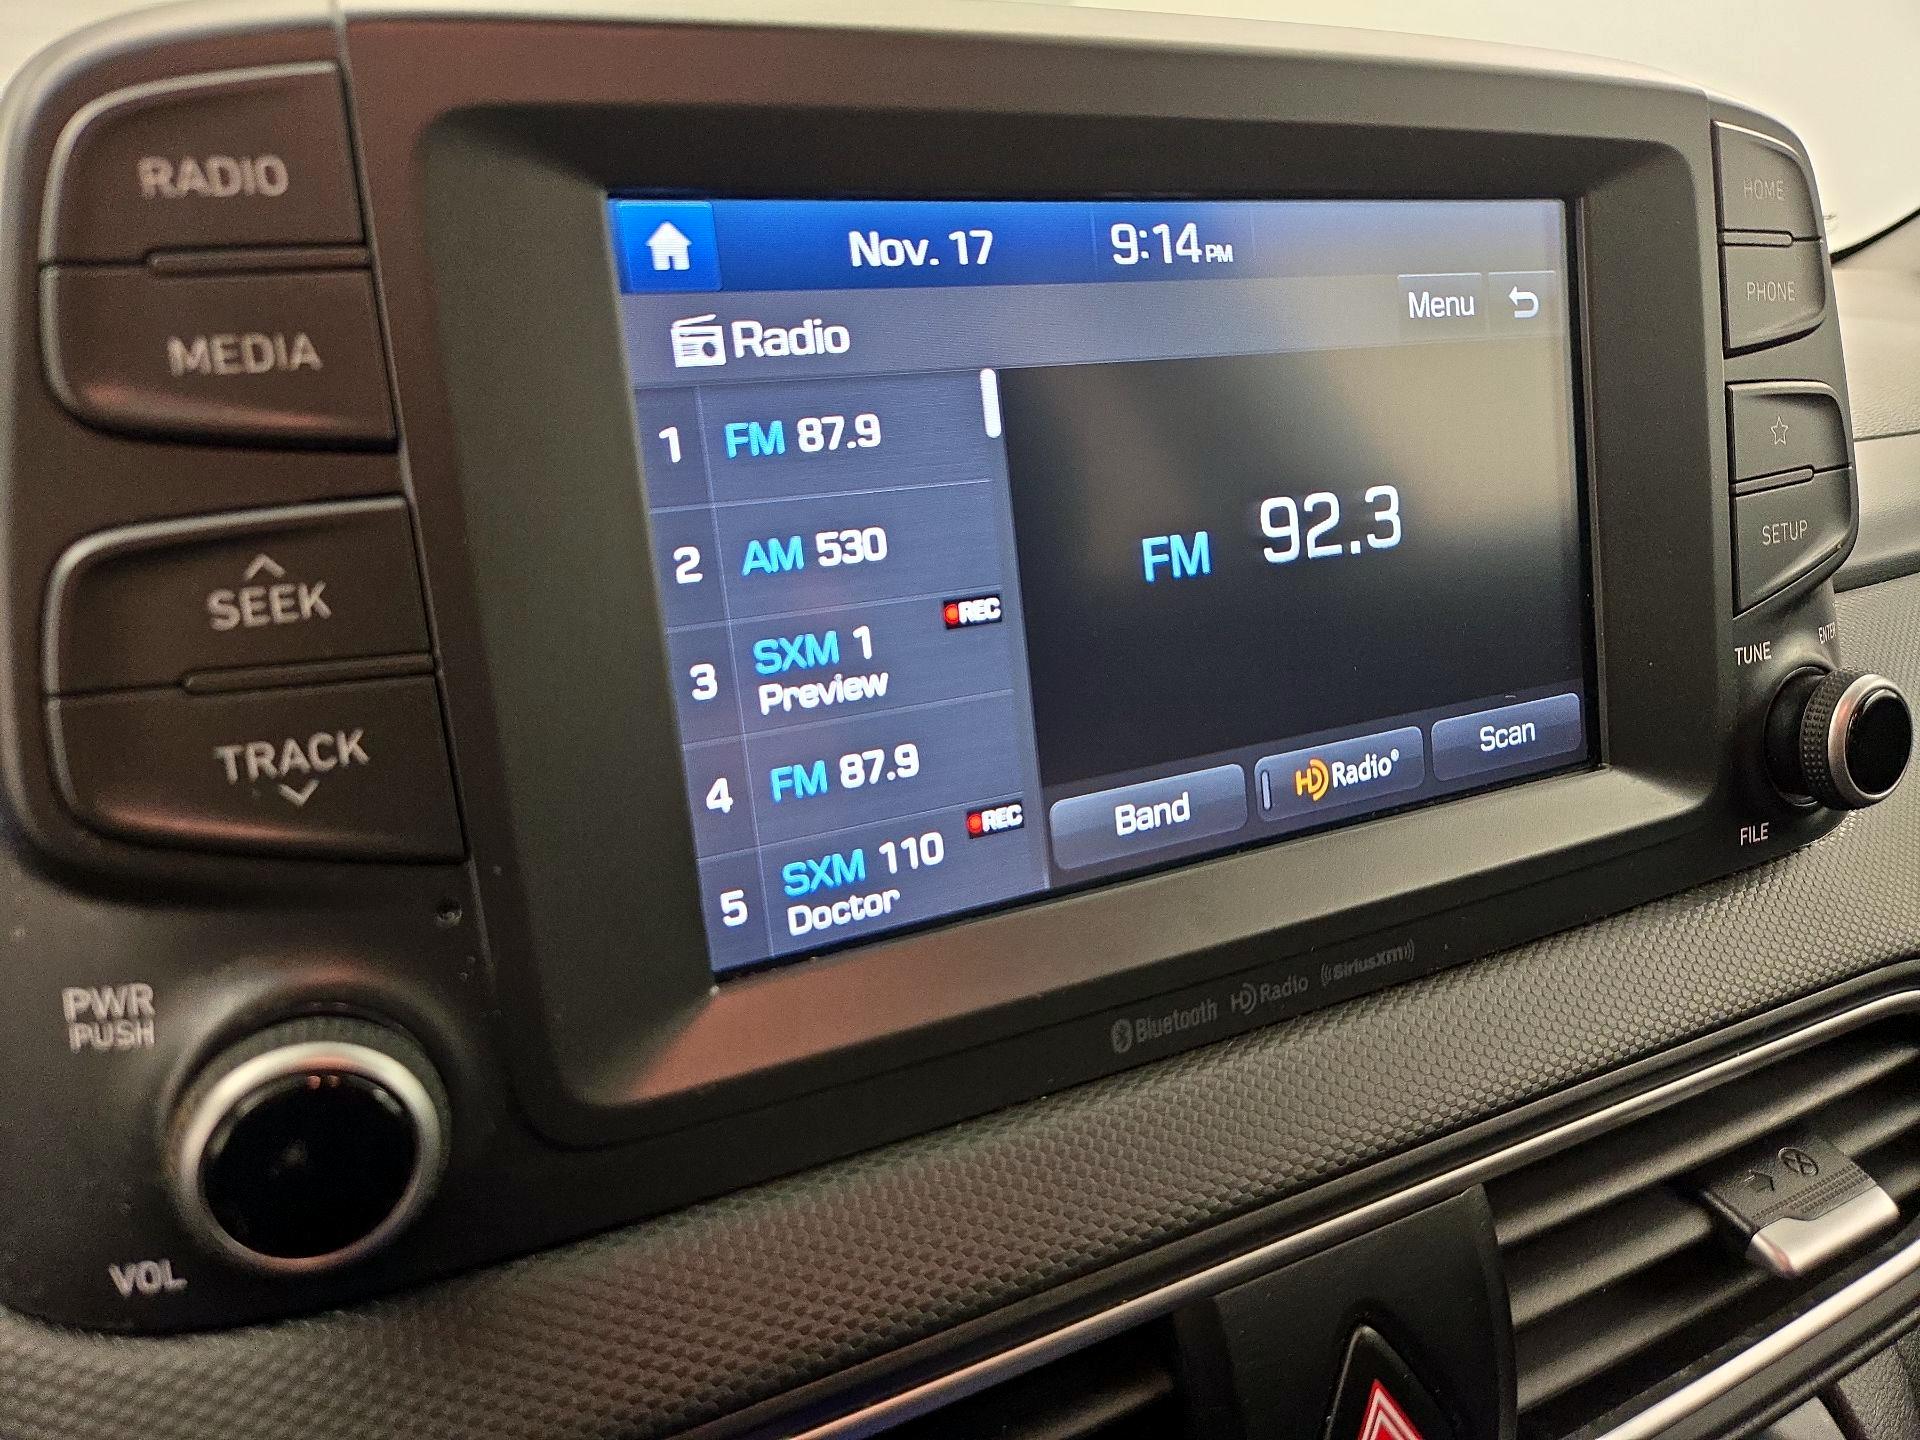 RADIO
MEDIA
SEEK
TRACK
PWR
PUSH
VOL
Nov. 17 9:14 PM
Radio
Menu
1 FM 87.9
2 AM 530
REC
3 SXM 1
Preview
4 FM 87.9
REC
5 SXM 110
Doctor
FM 92.3
Band
HD Radio®
Scan
Bluetooth HD Radio ((SiriusXM))
HOME
PHONE
SETUP
TUNE
ENTER
FILE